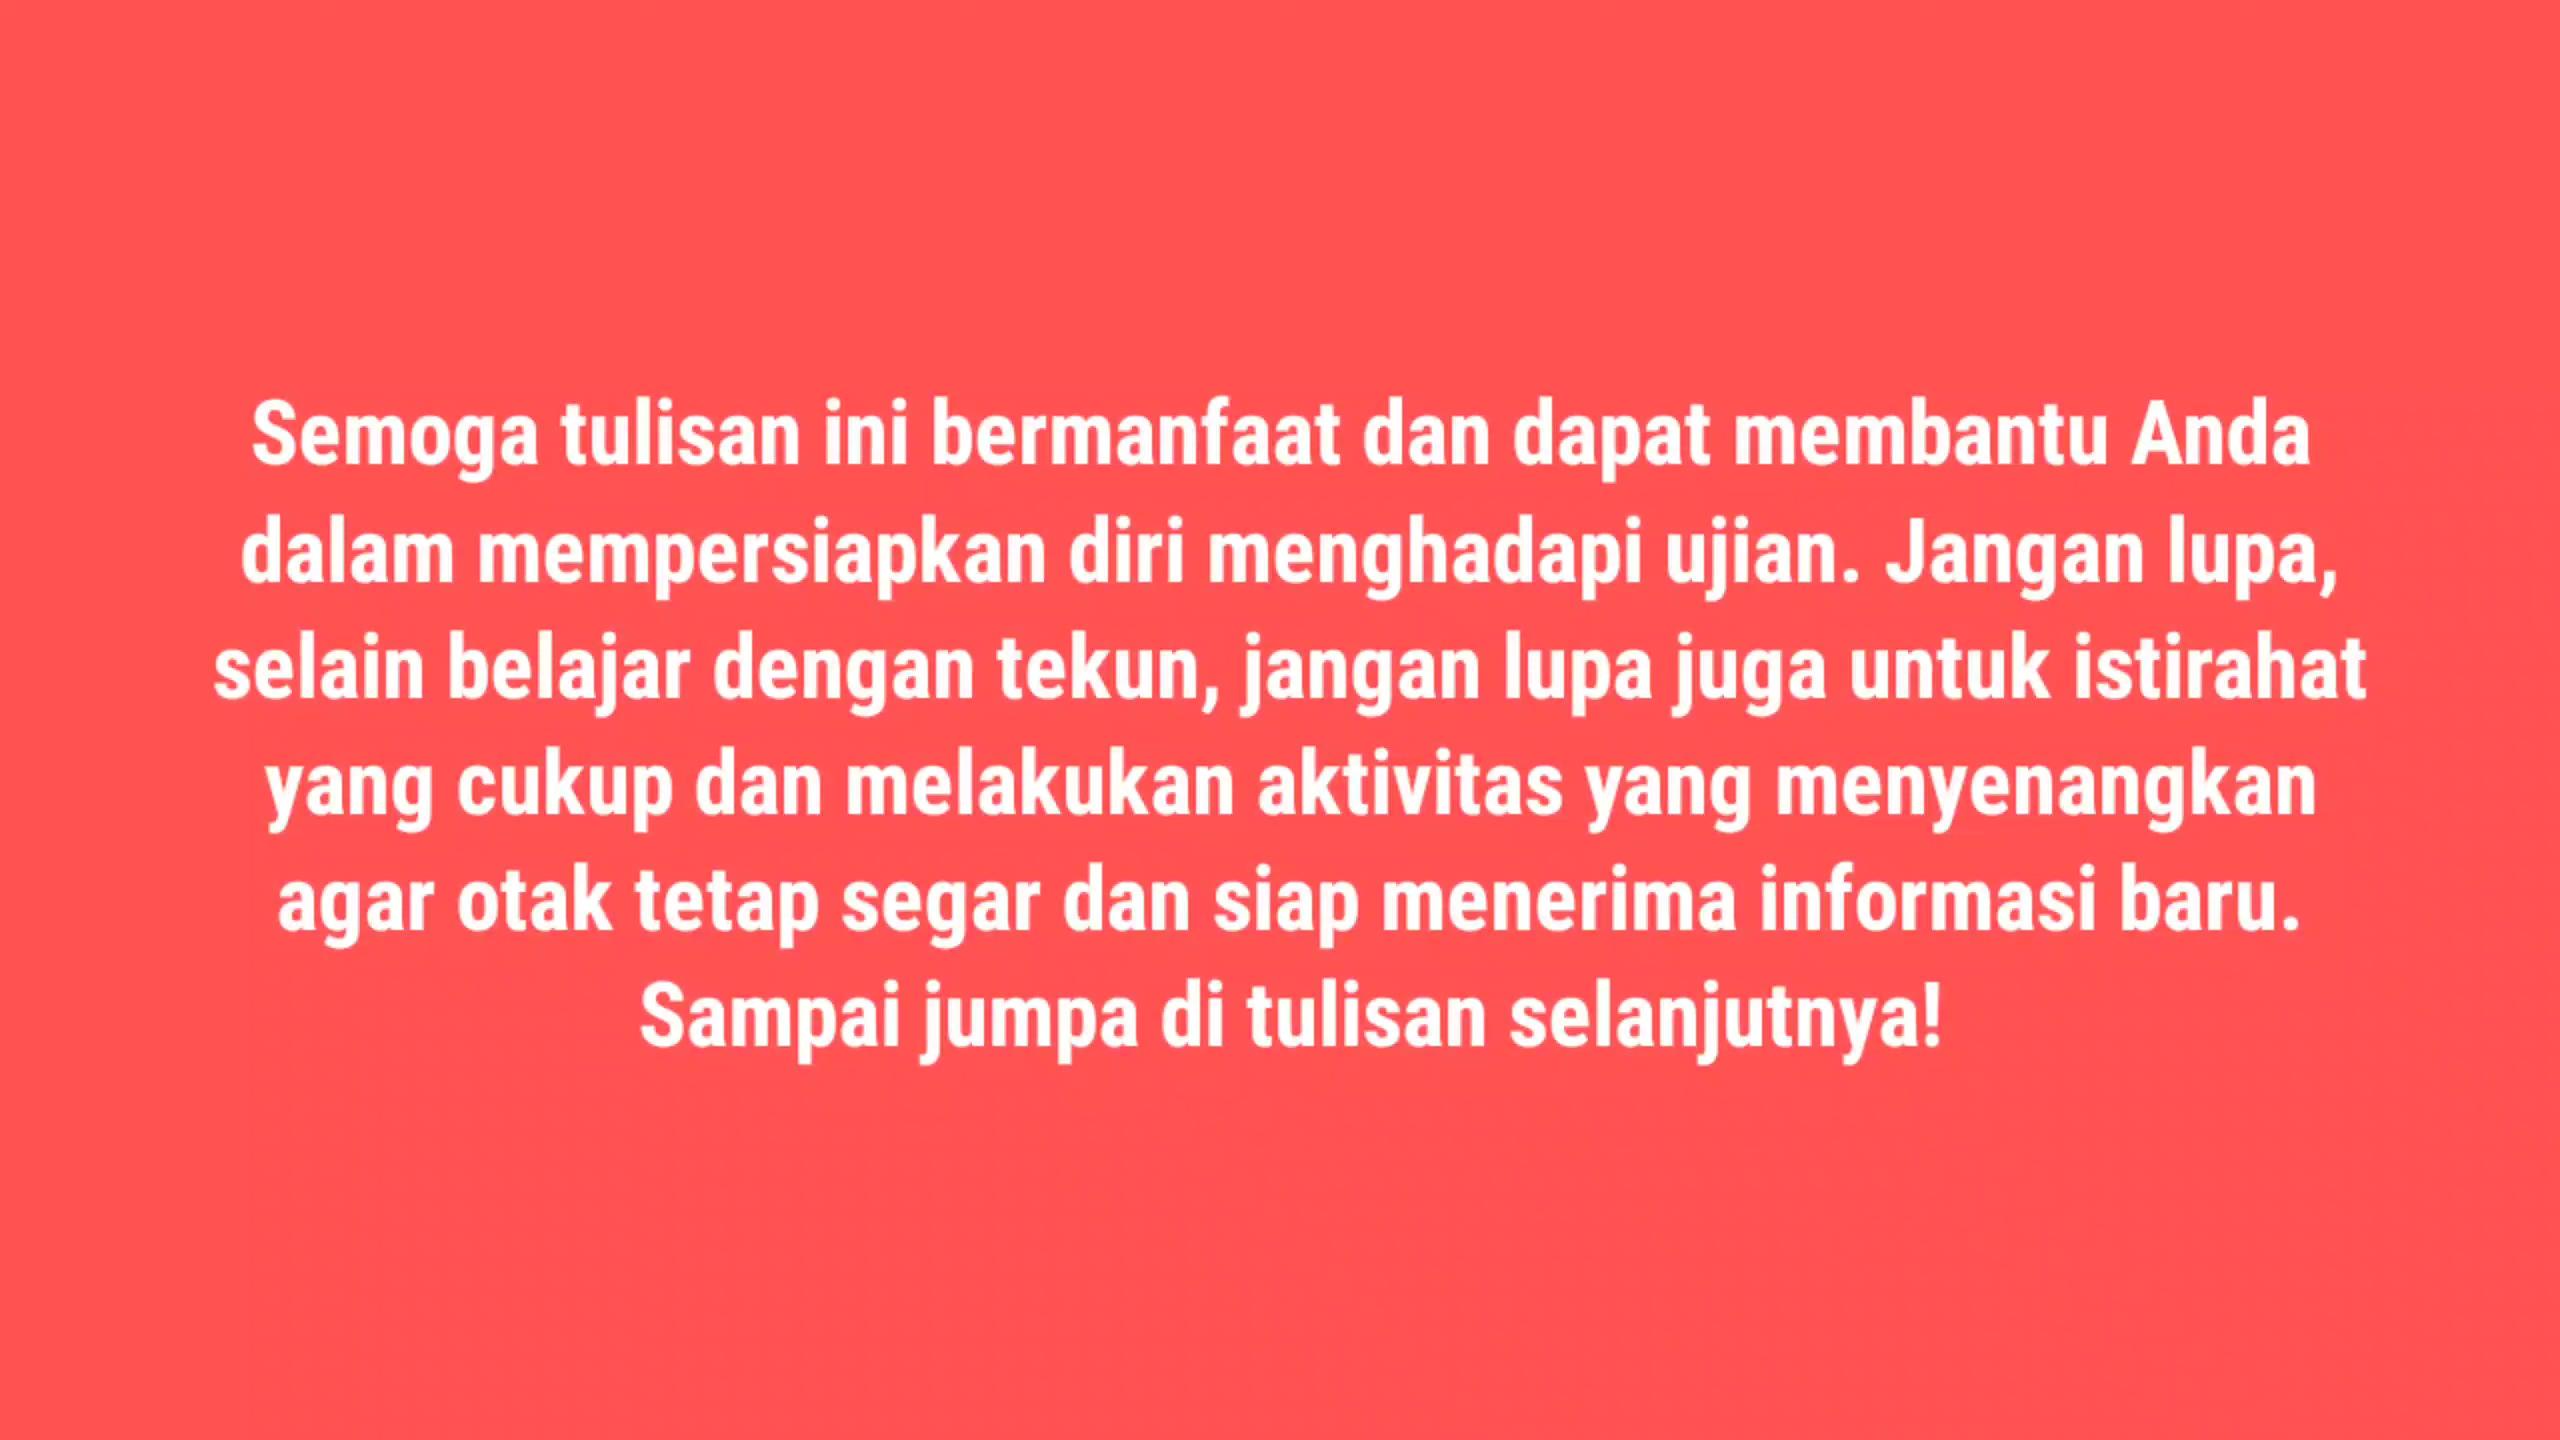 Semoga tulisan ini bermanfaat dan dapat membantu Anda
dalam mempersiapkan diri menghadapi ujian. Jangan lupa,
selain belajar dengan tekun, jangan lupa juga untuk istirahat
yang cukup dan melakukan aktivitas yang menyenangkan
agar otak tetap segar dan siap menerima informasi baru.
Sampai jumpa di tulisan selanjutnya!